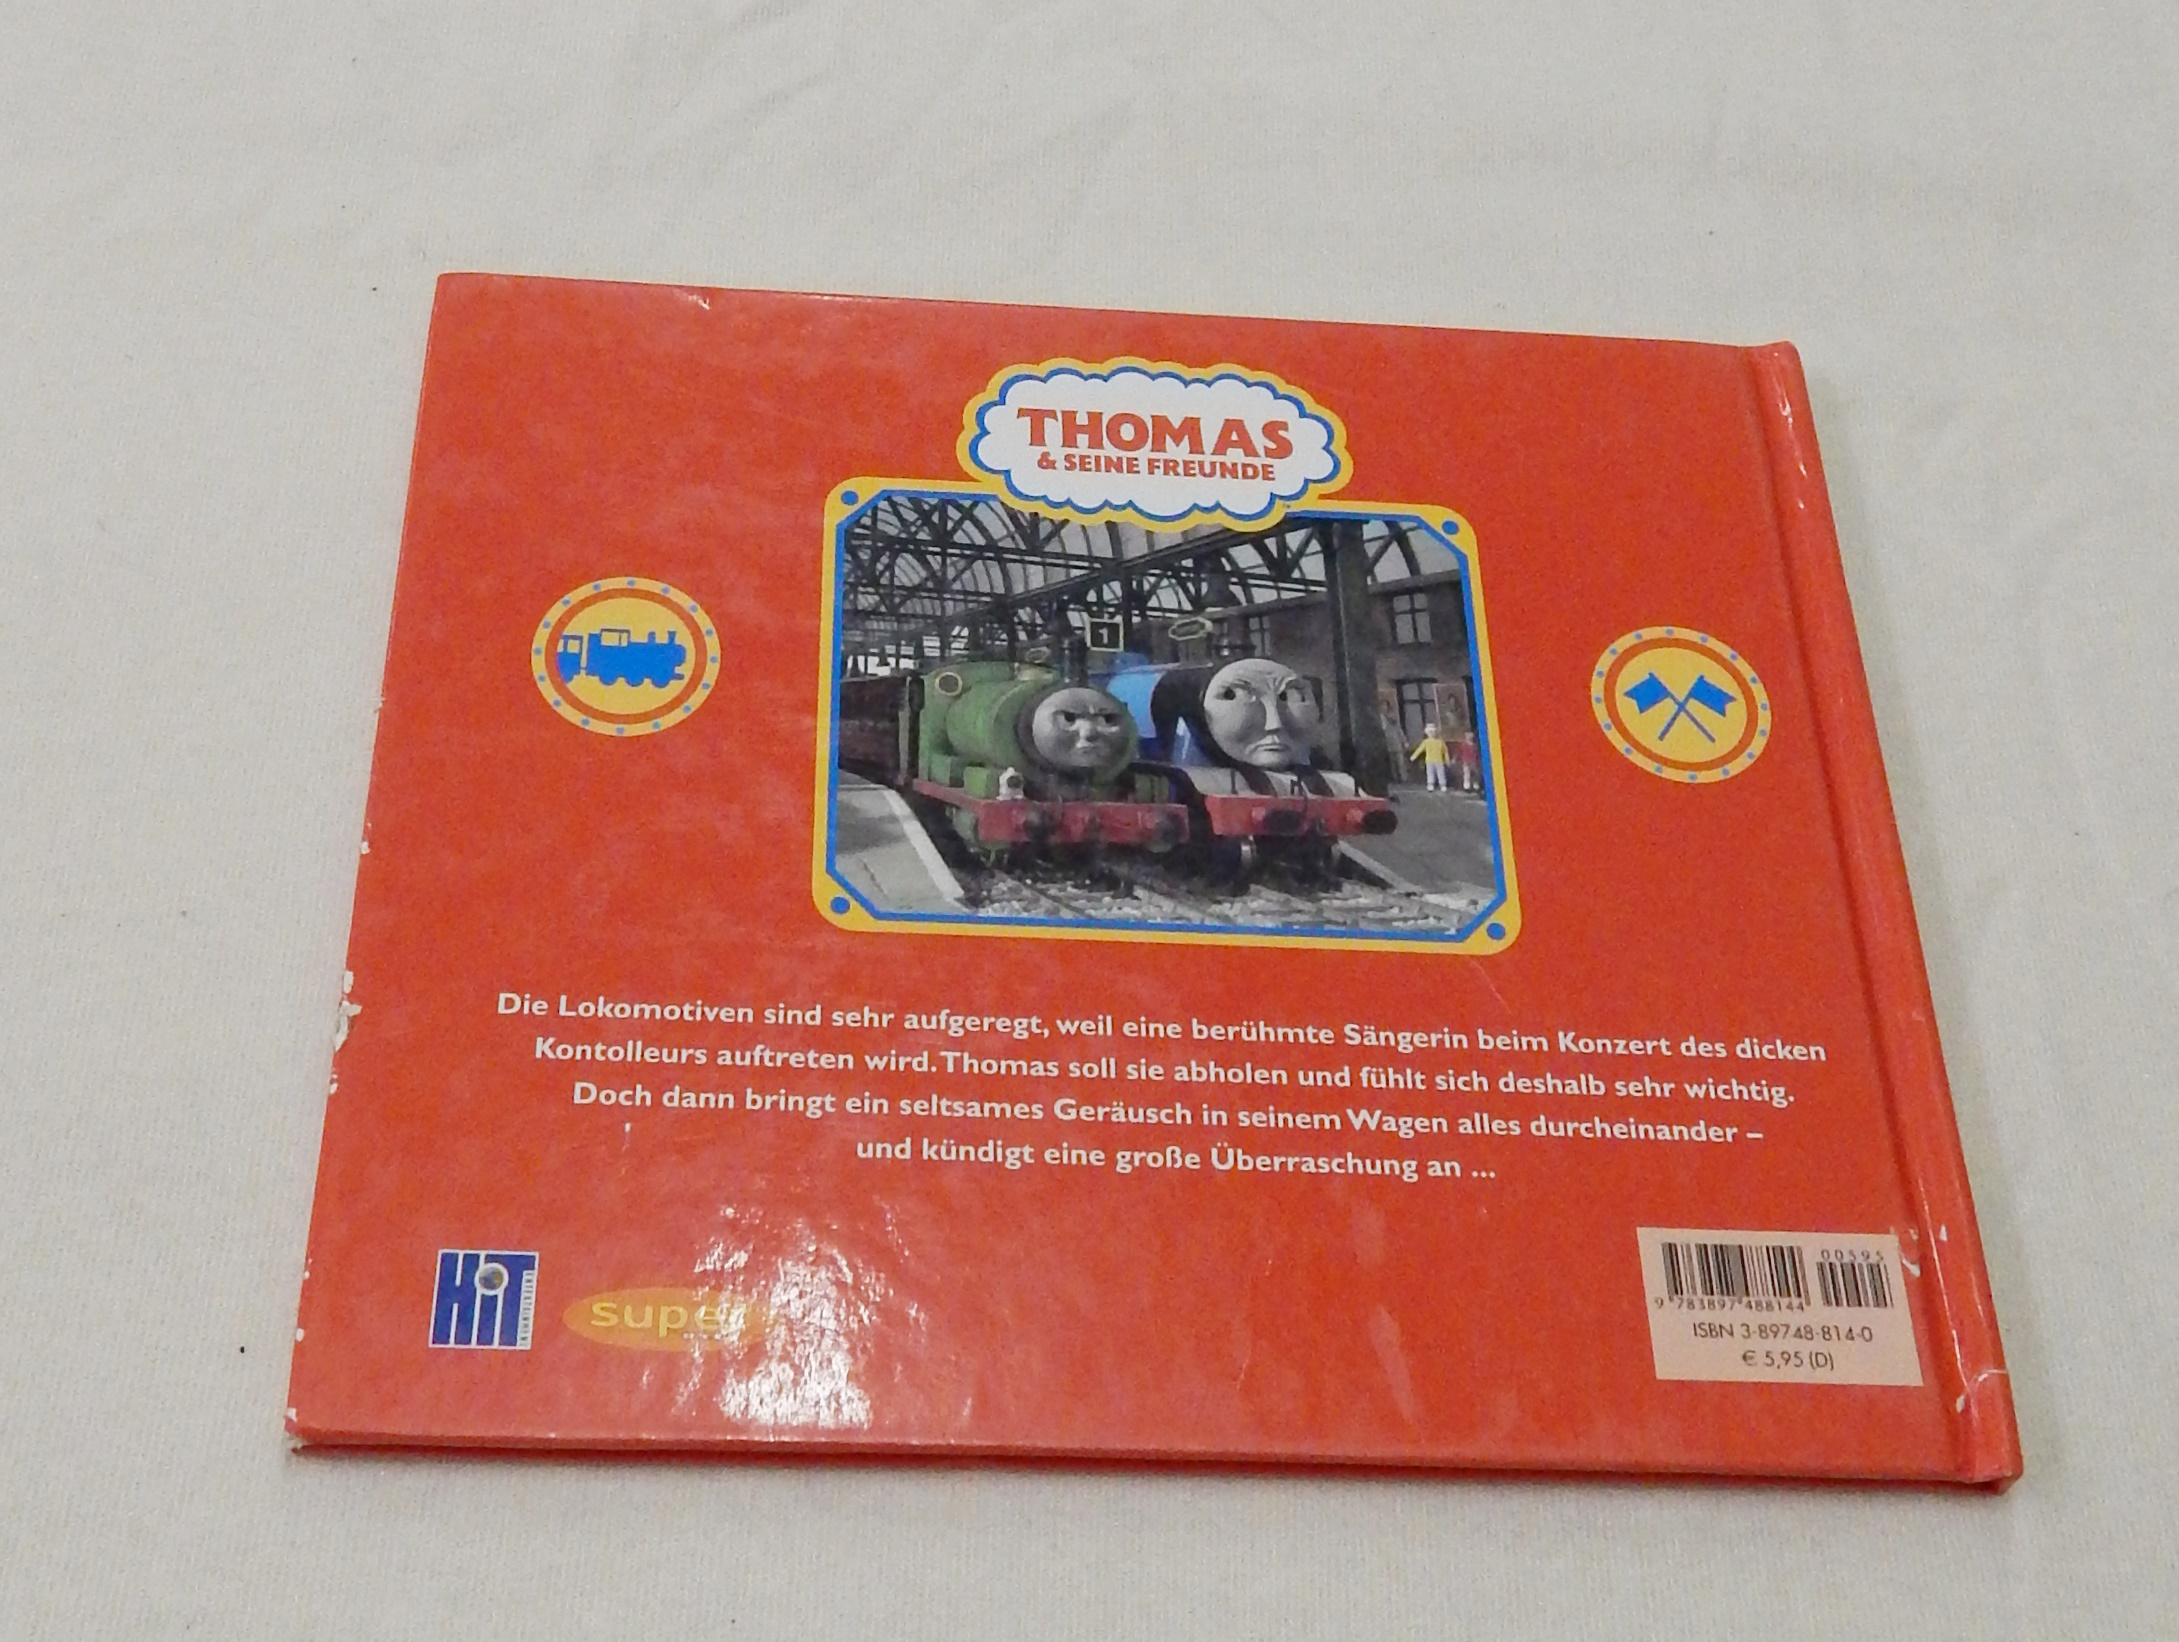 THOMAS
& SEINE FREUNDE
1
Die Lokomotiven sind sehr aufgeregt, weil eine berühmte Sängerin beim Konzert des dicken
Kontolleurs auftreten wird. Thomas soll sie abholen und fühlt sich deshalb sehr wichtig.
Doch dann bringt ein seltsames Geräusch in seinem Wagen alles durcheinander –
und kündigt eine große Überraschung an ...
HiT
ENTERTAINMENT
super
00595
9 783897 488144
ISBN 3-89748-814-0
€ 5,95 (D)